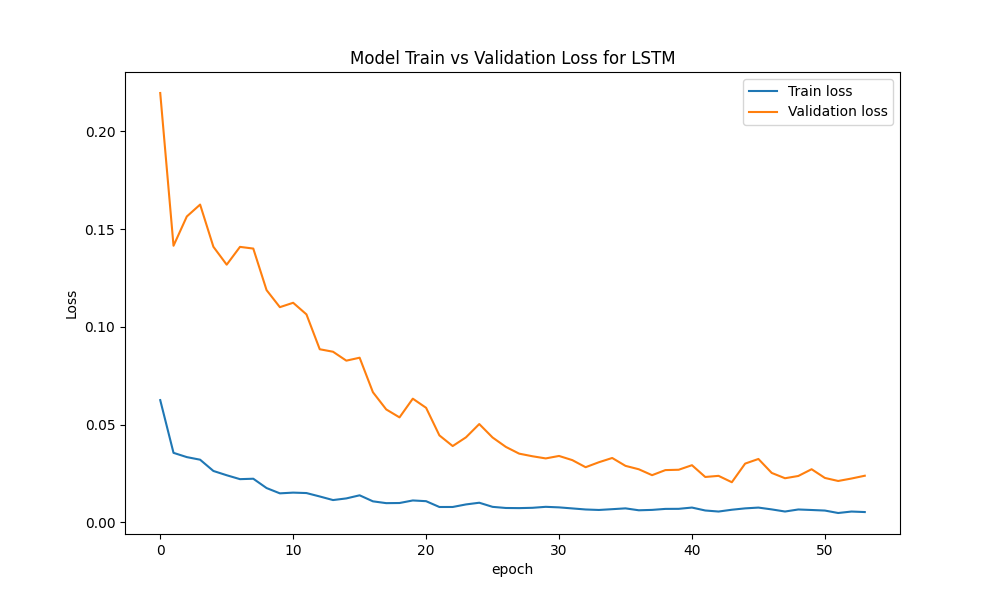 Model Train vs Validation Loss for LSTM
Train loss
Validation loss
Loss
0.20
0.15
0.10
0.05
0.00
0 10 20 30 40 50
epoch